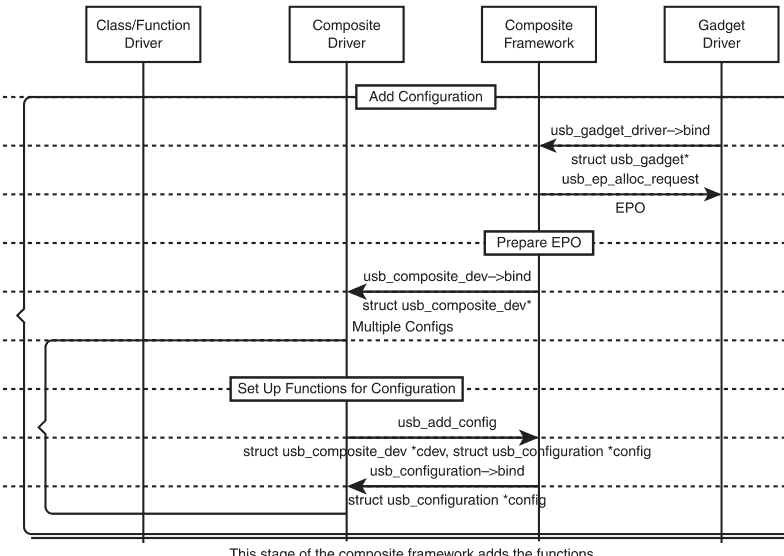 Class/Function
Driver
Composite
Driver
Composite
Framework
Gadget
Driver
Add Configuration
usb_gadget_driver–>bind
struct usb_gadget*
usb_ep_alloc_request
EPO
Prepare EPO
usb_composite_dev–>bind
struct usb_composite_dev*
Multiple Configs
Set Up Functions for Configuration
usb_add_config
struct usb_composite_dev *cdev, struct usb_configuration *config
usb_configuration–>bind
struct usb_configuration *config
This stage of the composite framework adds the functions